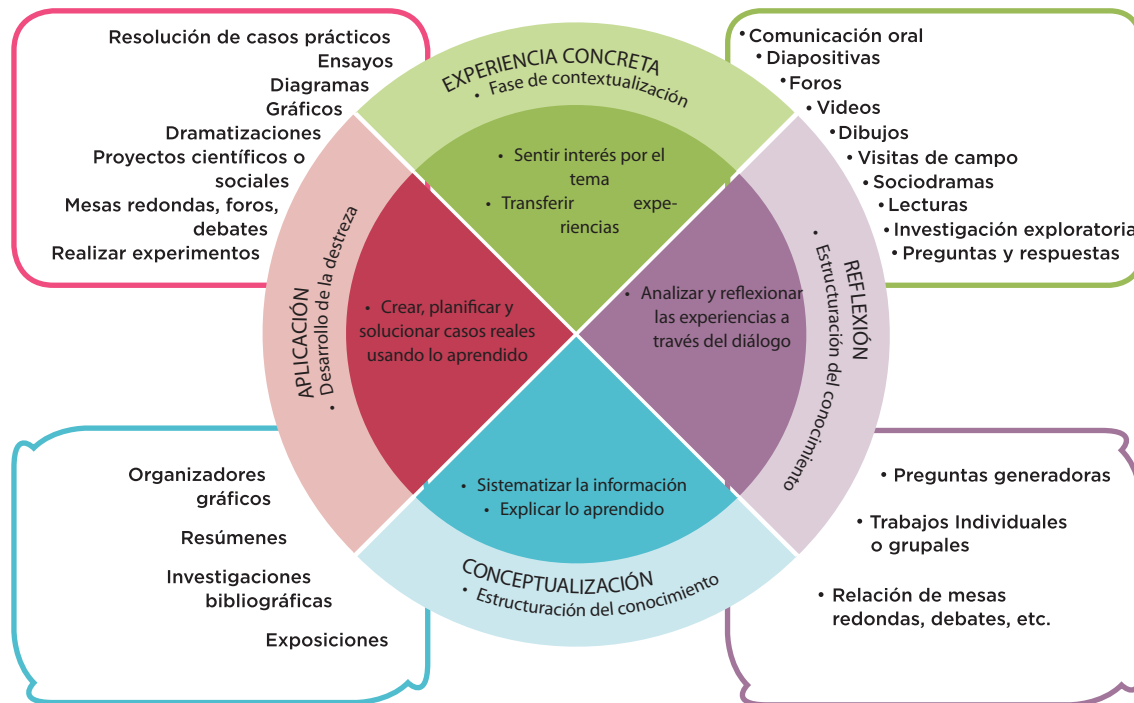 Resolución de casos prácticos
Ensayos
Diagramas
Gráficos
Dramatizaciones
Proyectos científicos o
sociales
Mesas redondas, foros,
debates
Realizar experimentos
EXPERIENCIA CONCRETA
• Fase de contextualización
• Sentir interés por el
tema
• Transferir expe-
riencias
• Comunicación oral
• Diapositivas
• Foros
• Videos
• Dibujos
• Visitas de campo
• Sociodramas
• Lecturas
• Investigación exploratoria
• Preguntas y respuestas
REFLEXIÓN
• Estructuración del conocimiento
• Analizar y reflexionar
las experiencias a
través del diálogo
APLICACIÓN
• Desarrollo de la destreza
• Crear, planificar y
solucionar casos reales
usando lo aprendido
• Sistematizar la información
• Explicar lo aprendido
CONCEPTUALIZACIÓN
• Estructuración del conocimiento
Organizadores
gráficos
Resúmenes
Investigaciones
bibliográficas
Exposiciones
• Preguntas generadoras
• Trabajos Individuales
o grupales
• Relación de mesas
redondas, debates, etc.